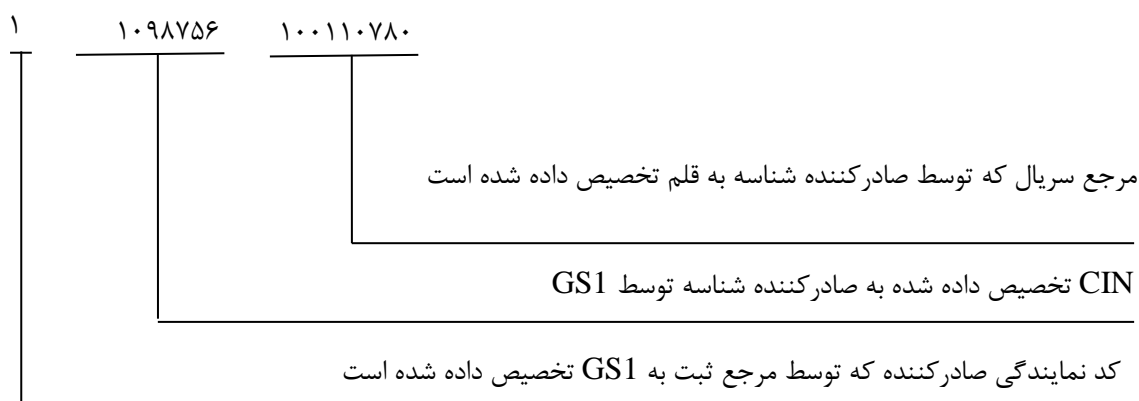 ۱ ۱۰۹۸۷۵۶ ۱۰۰۱۱۰۷۸۰
مرجع سریال که توسط صادرکننده شناسه به قلم تخصیص داده شده است
CIN تخصیص داده شده به صادرکننده شناسه توسط GS1
کد نمایندگی صادرکننده که توسط مرجع ثبت به GS1 تخصیص داده شده است